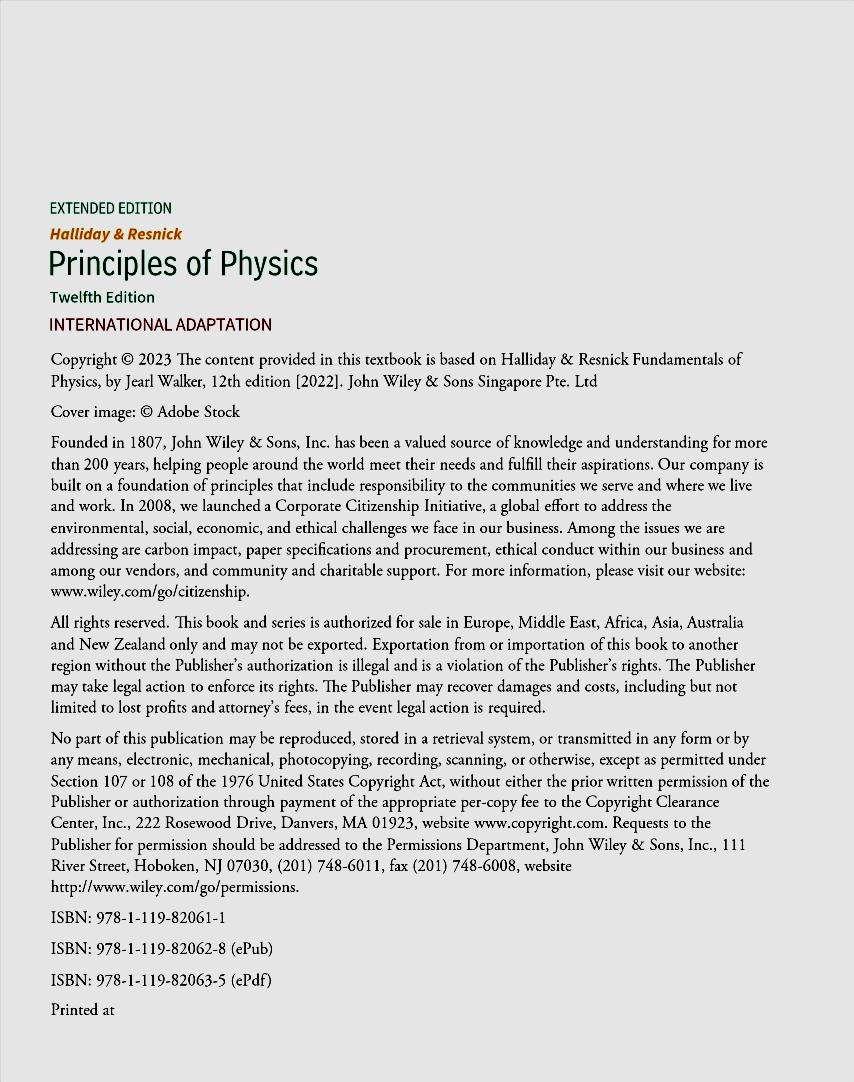 EXTENDED EDITION
Halliday & Resnick
Principles of Physics
Twelfth Edition
INTERNATIONAL ADAPTATION
Copyright © 2023 The content provided in this textbook is based on Halliday & Resnick Fundamentals of
Physics, by Jearl Walker, 12th edition [2022]. John Wiley & Sons Singapore Pte. Ltd
Cover image: © Adobe Stock
Founded in 1807, John Wiley & Sons, Inc. has been a valued source of knowledge and understanding for more
than 200 years, helping people around the world meet their needs and fulfill their aspirations. Our company is
built on a foundation of principles that include responsibility to the communities we serve and where we live
and work. In 2008, we launched a Corporate Citizenship Initiative, a global effort to address the
environmental, social, economic, and ethical challenges we face in our business. Among the issues we are
addressing are carbon impact, paper specifications and procurement, ethical conduct within our business and
among our vendors, and community and charitable support. For more information, please visit our website:
www.wiley.com/go/citizenship.
All rights reserved. This book and series is authorized for sale in Europe, Middle East, Africa, Asia, Australia
and New Zealand only and may not be exported. Exportation from or importation of this book to another
region without the Publisher's authorization is illegal and is a violation of the Publisher's rights. The Publisher
may take legal action to enforce its rights. The Publisher may recover damages and costs, including but not
limited to lost profits and attorney's fees, in the event legal action is required.
No part of this publication may be reproduced, stored in a retrieval system, or transmitted in any form or by
any means, electronic, mechanical, photocopying, recording, scanning, or otherwise, except as permitted under
Section 107 or 108 of the 1976 United States Copyright Act, without either the prior written permission of the
Publisher or authorization through payment of the appropriate per-copy fee to the Copyright Clearance
Center, Inc., 222 Rosewood Drive, Danvers, MA 01923, website www.copyright.com. Requests to the
Publisher for permission should be addressed to the Permissions Department, John Wiley & Sons, Inc., 111
River Street, Hoboken, NJ 07030, (201) 748-6011, fax (201) 748-6008, website
http://www.wiley.com/go/permissions.
ISBN: 978-1-119-82061-1
ISBN: 978-1-119-82062-8 (ePub)
ISBN: 978-1-119-82063-5 (ePdf)
Printed at